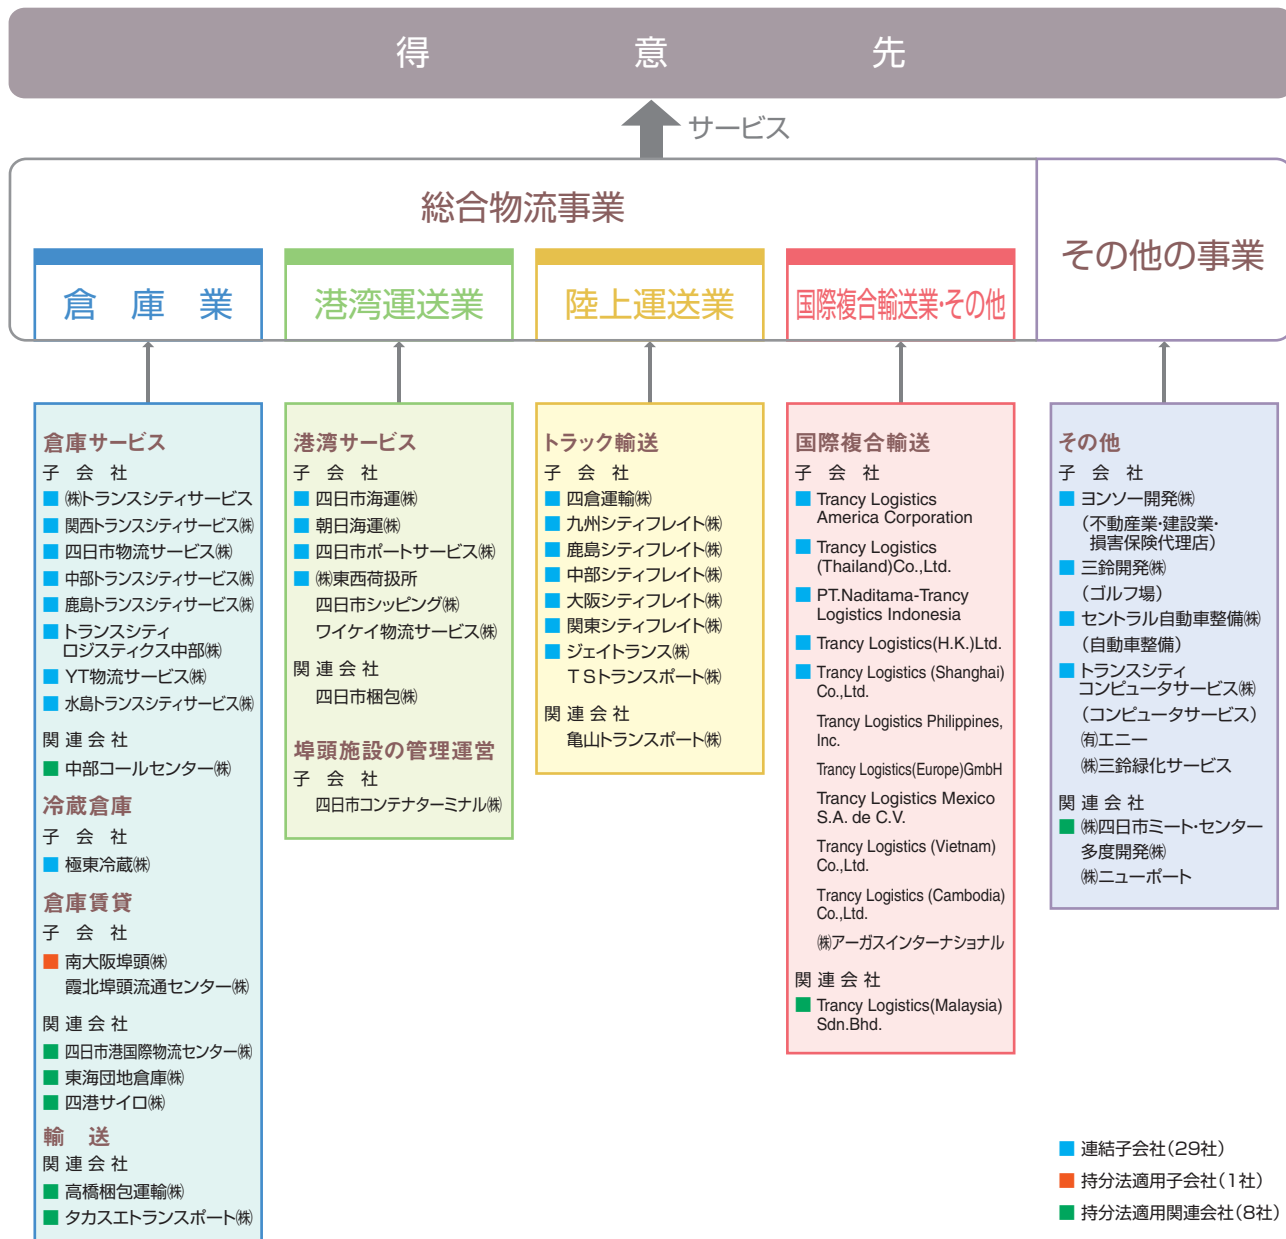 得意先
サービス
総合物流事業
その他の事業
倉庫業
港湾運送業
陸上運送業
国際複合輸送業・その他
倉庫サービス
子会社
㈱トランスシティサービス
関西トランスシティサービス㈱
四日市物流サービス㈱
中部トランスシティサービス㈱
鹿島トランスシティサービス㈱
トランスシティ
ロジスティクス中部㈱
YT物流サービス㈱
水島トランスシティサービス㈱
関連会社
中部コールセンター㈱
冷蔵倉庫
子会社
極東冷蔵㈱
倉庫賃貸
子会社
南大阪埠頭㈱
霞北埠頭流通センター㈱
関連会社
四日市港国際物流センター㈱
東海団地倉庫㈱
四港サイロ㈱
輸送
関連会社
高橋梱包運輸㈱
タカスエトランスポート㈱
港湾サービス
子会社
四日市海運㈱
朝日海運㈱
四日市ポートサービス㈱
㈱東西荷扱所
四日市シッピング㈱
ワイケイ物流サービス㈱
関連会社
四日市梱包㈱
埠頭施設の管理運営
子会社
四日市コンテナターミナル㈱
トラック輸送
子会社
四倉運輸㈱
九州シティフレイト㈱
鹿島シティフレイト㈱
中部シティフレイト㈱
大阪シティフレイト㈱
関東シティフレイト㈱
ジェイトランス㈱
TSトランスポート㈱
関連会社
亀山トランスポート㈱
国際複合輸送
子会社
Trancy Logistics
America Corporation
Trancy Logistics
(Thailand)Co.,Ltd.
PT.Naditama-Trancy
Logistics Indonesia
Trancy Logistics(H.K.)Ltd.
Trancy Logistics (Shanghai)
Co.,Ltd.
Trancy Logistics Philippines,
Inc.
Trancy Logistics(Europe)GmbH
Trancy Logistics Mexico
S.A. de C.V.
Trancy Logistics (Vietnam)
Co.,Ltd.
Trancy Logistics (Cambodia)
Co.,Ltd.
㈱アーガスインターナショナル
関連会社
Trancy Logistics(Malaysia)
Sdn.Bhd.
その他
子会社
ヨンソー開発㈱
（不動産業・建設業・
損害保険代理店）
三鈴開発㈱
（ゴルフ場）
セントラル自動車整備㈱
（自動車整備）
トランスシティ
コンピュータサービス㈱
（コンピュータサービス）
㈲エニー
㈱三鈴緑化サービス
関連会社
㈱四日市ミート・センター
多度開発㈱
㈱ニューポート
連結子会社（29社）
持分法適用子会社（1社）
持分法適用関連会社（8社）